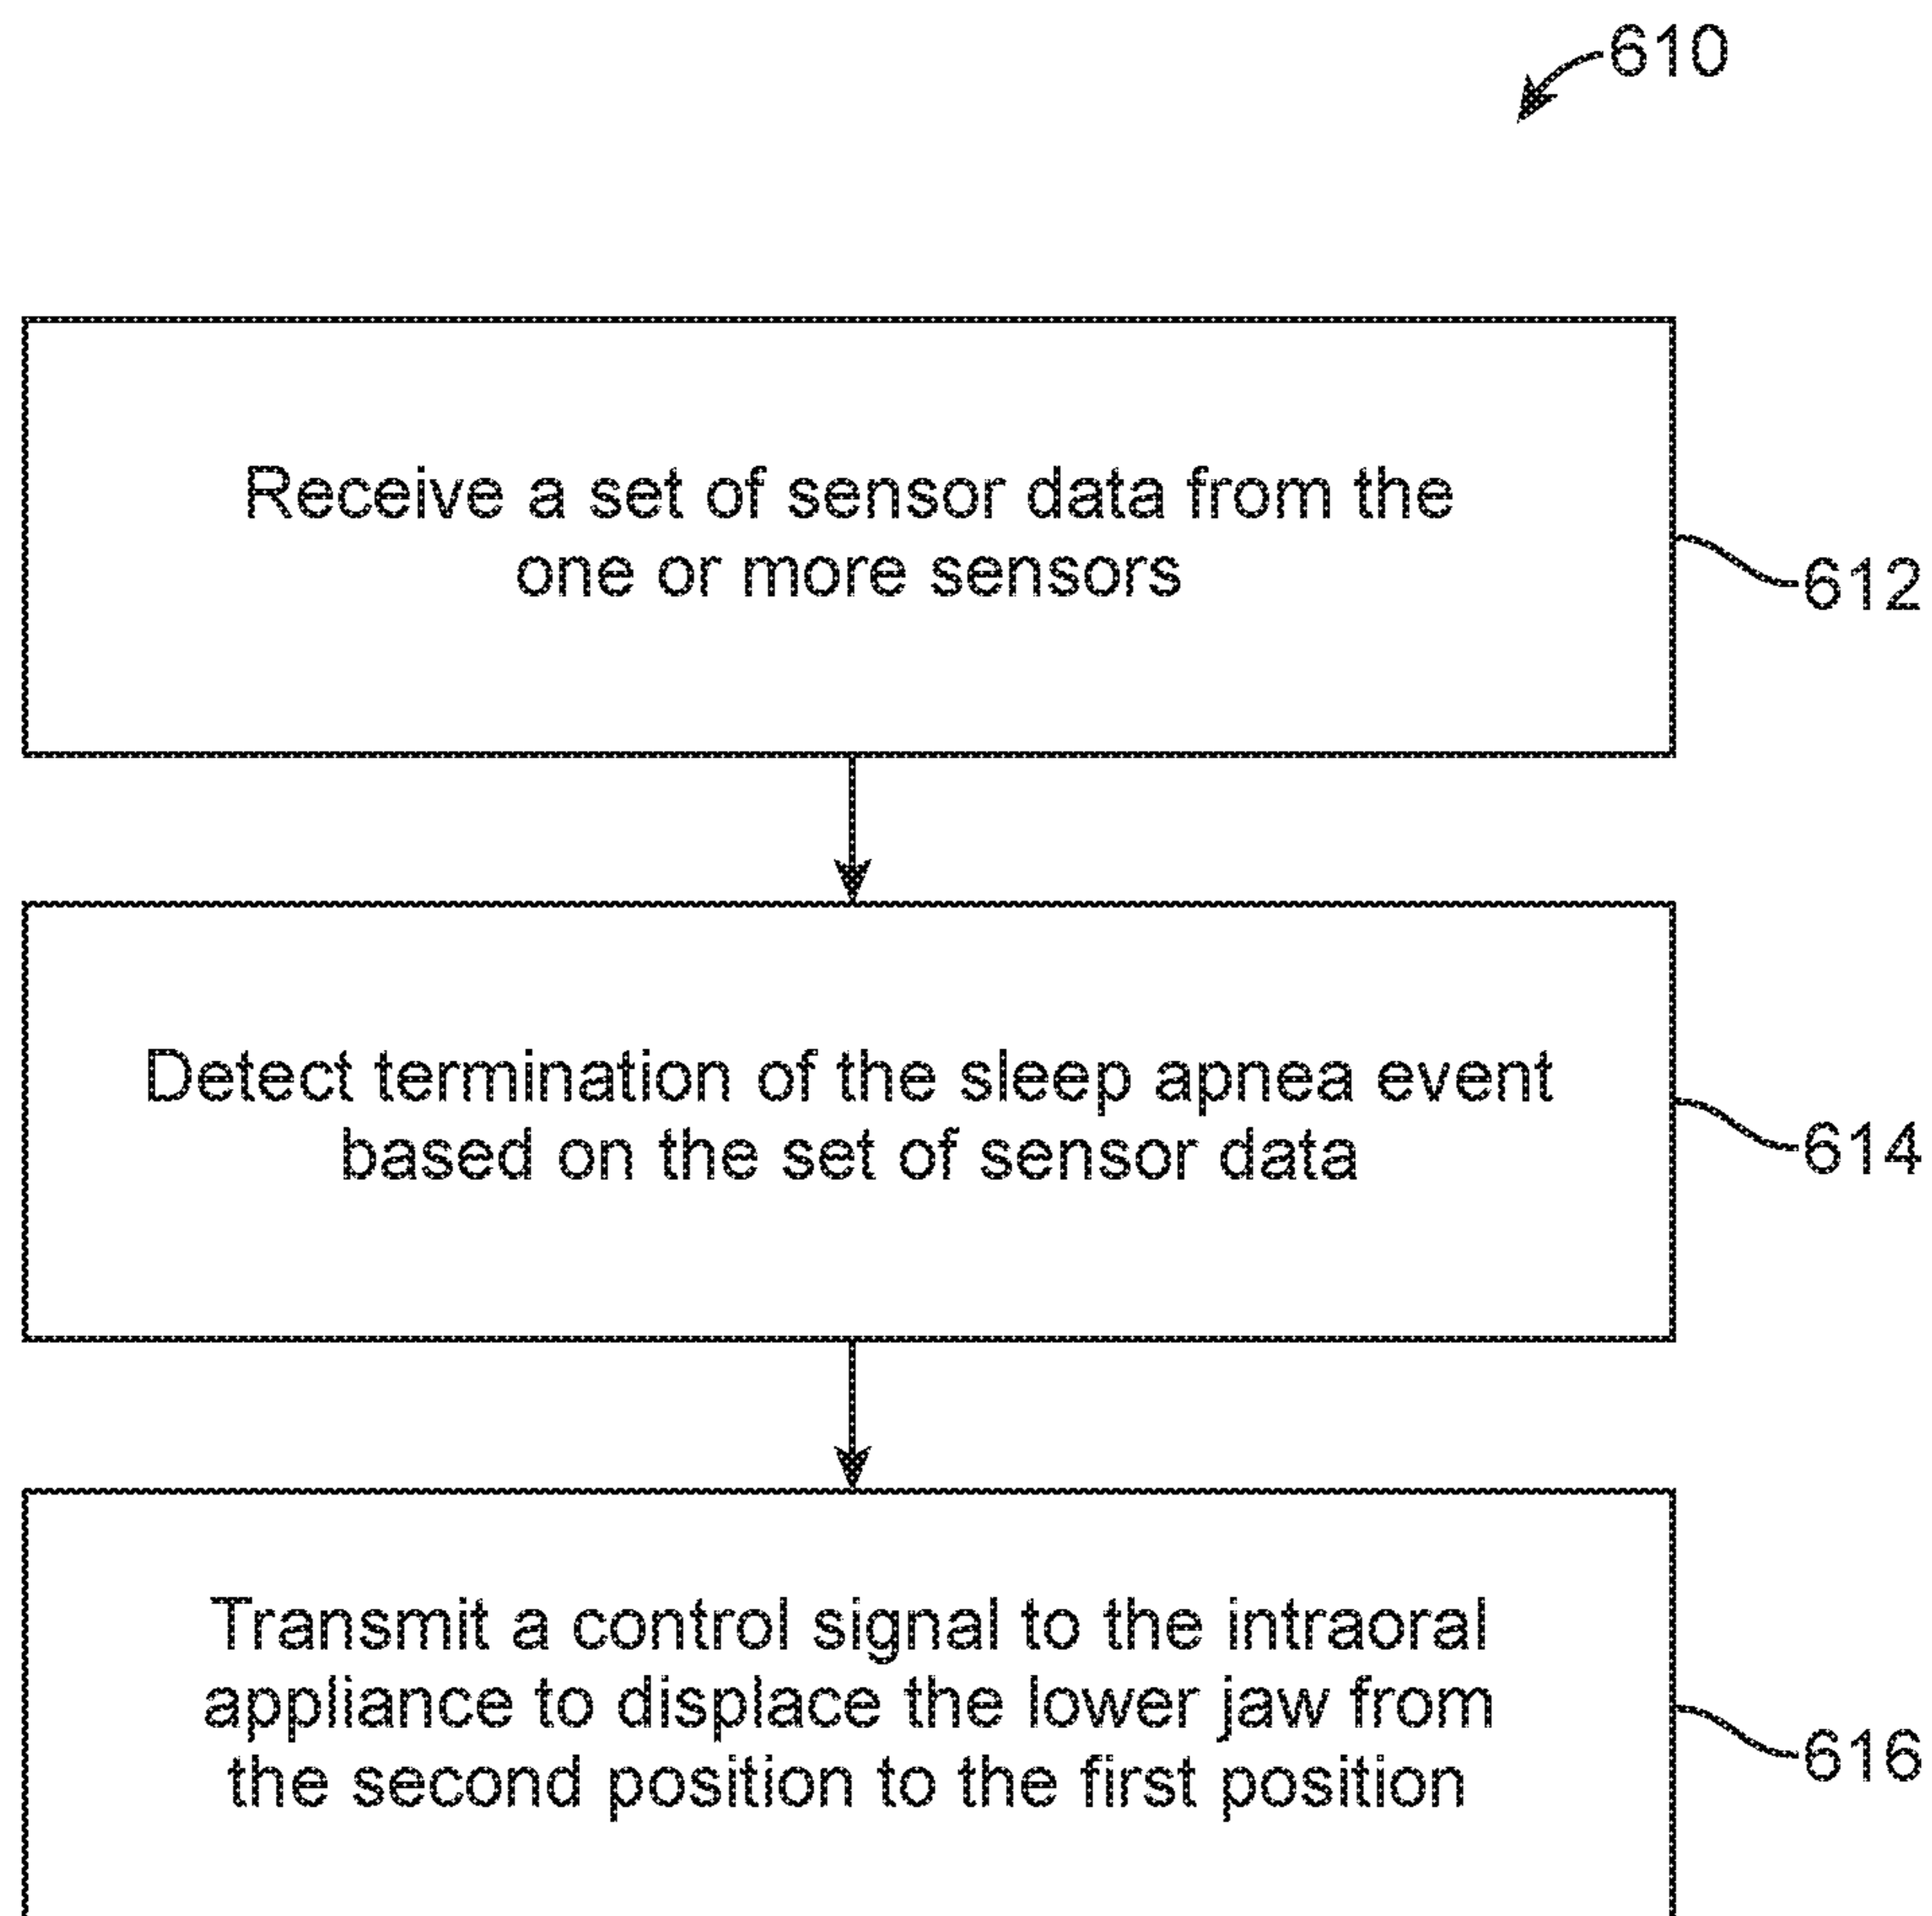 610
Receive a set of sensor data from the
one or more sensors
612
Detect termination of the sleep apnea event
based on the set of sensor data
614
Transmit a control signal to the intraoral
appliance to displace the lower jaw from
the second position to the first position
616